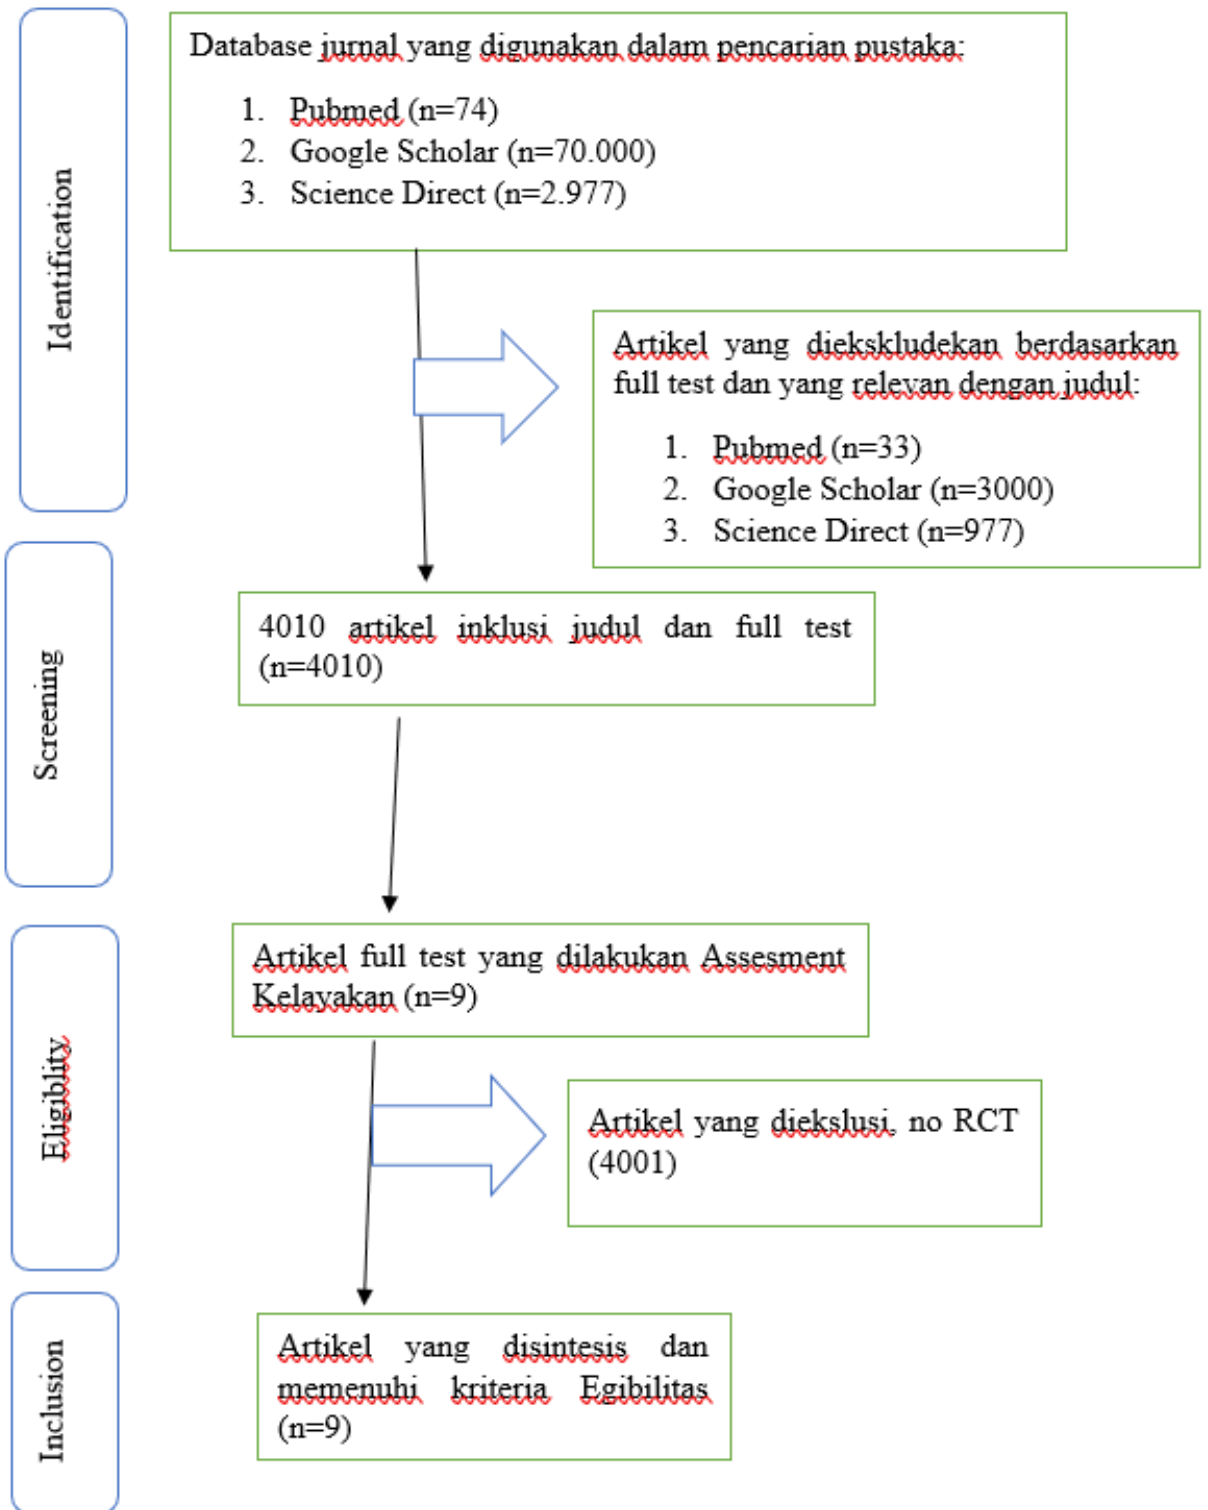 Identification
Database jurnal yang digunakan dalam pencarian pustaka:
1. Pubmed (n=74)
2. Google Scholar (n=70.000)
3. Science Direct (n=2.977)
Artikel yang diekskludekan berdasarkan
full test dan yang relevan dengan judul:
1. Pubmed (n=33)
2. Google Scholar (n=3000)
3. Science Direct (n=977)
Screening
4010 artikel inklusi judul dan full test
(n=4010)
Eligiblity
Artikel full test yang dilakukan Assesment
Kelayakan (n=9)
Artikel yang diekslusi, no RCT
(4001)
Inclusion
Artikel yang disintesis dan
memenuhi kriteria Egibilitas
(n=9)